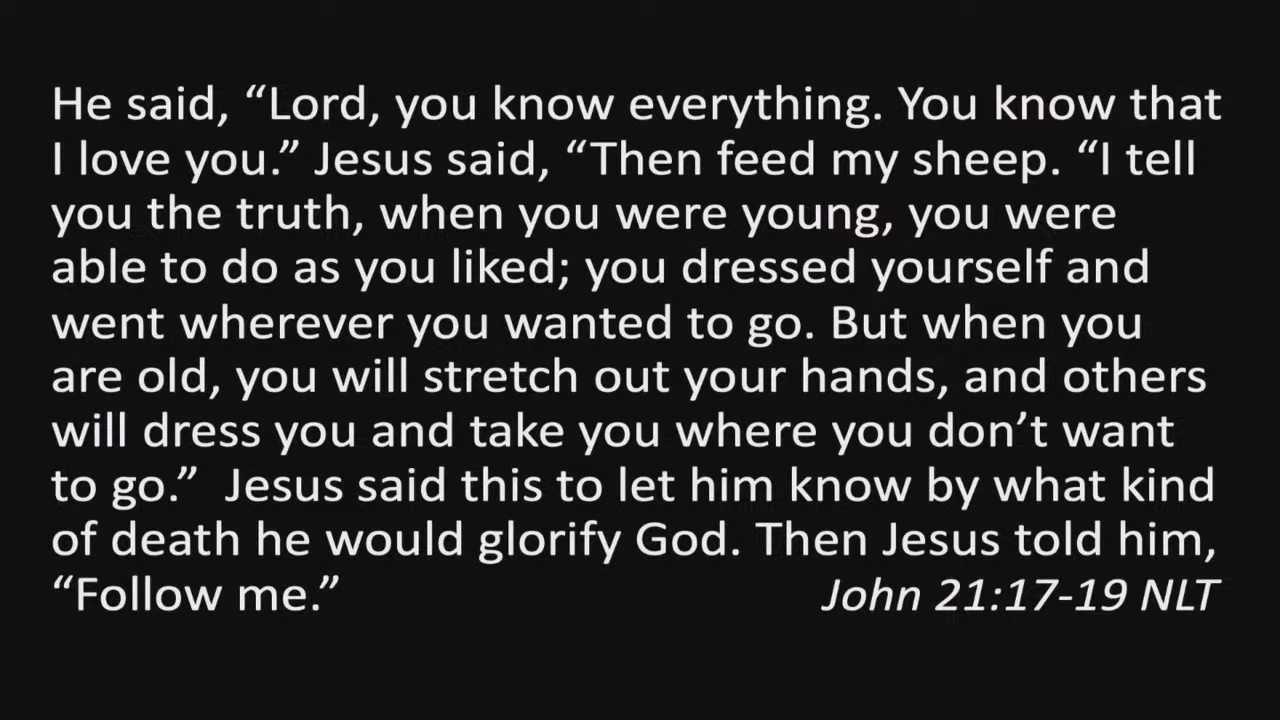 He said, “Lord, you know everything. You know that
I love you.” Jesus said, “Then feed my sheep. “I tell
you the truth, when you were young, you were
able to do as you liked; you dressed yourself and
went wherever you wanted to go. But when you
are old, you will stretch out your hands, and others
will dress you and take you where you don’t want
to go.”  Jesus said this to let him know by what kind
of death he would glorify God. Then Jesus told him,
“Follow me.” John 21:17-19 NLT